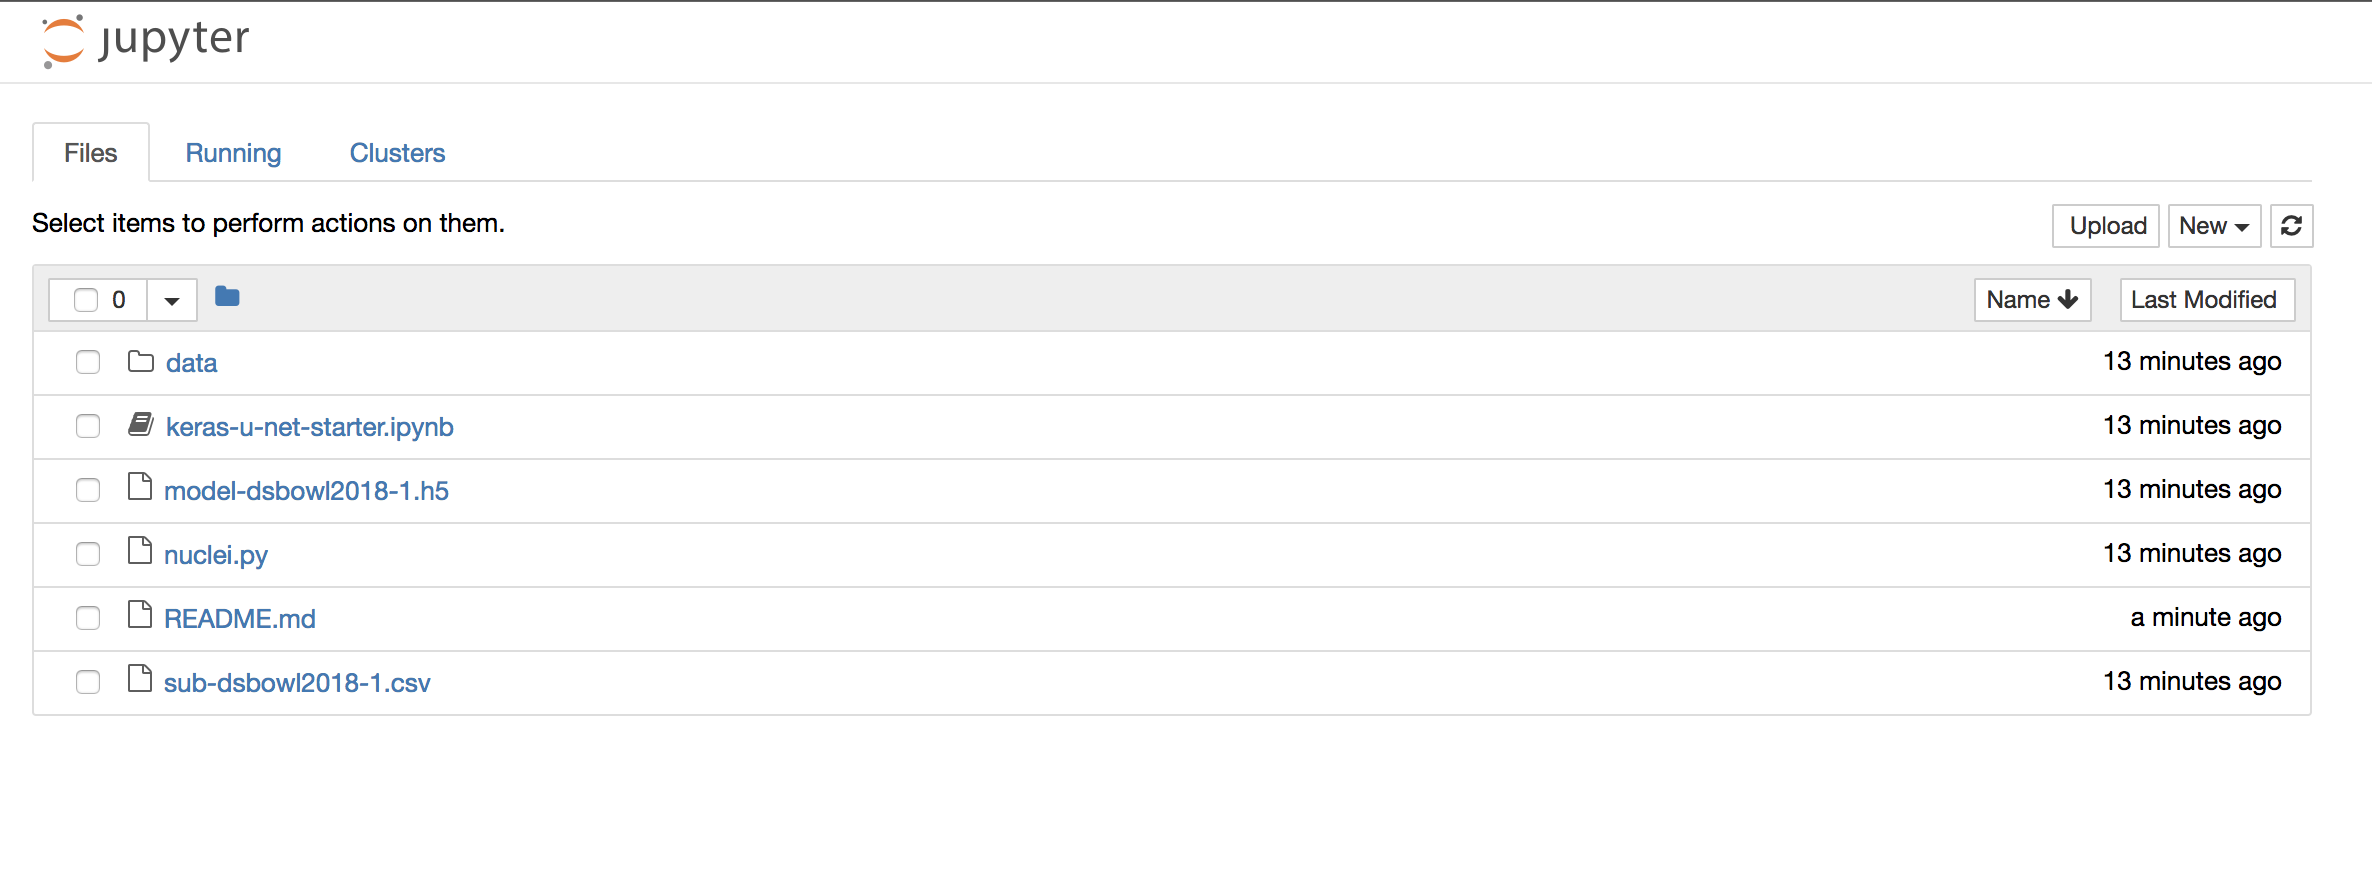 jupyter
Files Running Clusters
Select items to perform actions on them.
Upload New
0 Name Last Modified
data 13 minutes ago
keras-u-net-starter.ipynb 13 minutes ago
model-dsbowl2018-1.h5 13 minutes ago
nuclei.py 13 minutes ago
README.md a minute ago
sub-dsbowl2018-1.csv 13 minutes ago